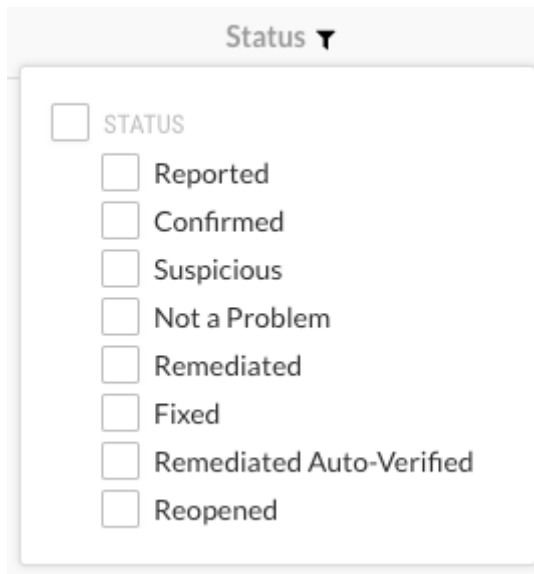 Status
STATUS
Reported
Confirmed
Suspicious
Not a Problem
Remediated
Fixed
Remediated Auto-Verified
Reopened